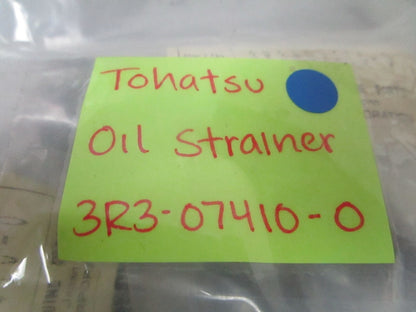 Tohatsu
Oil Strainer
3R3-07410-0